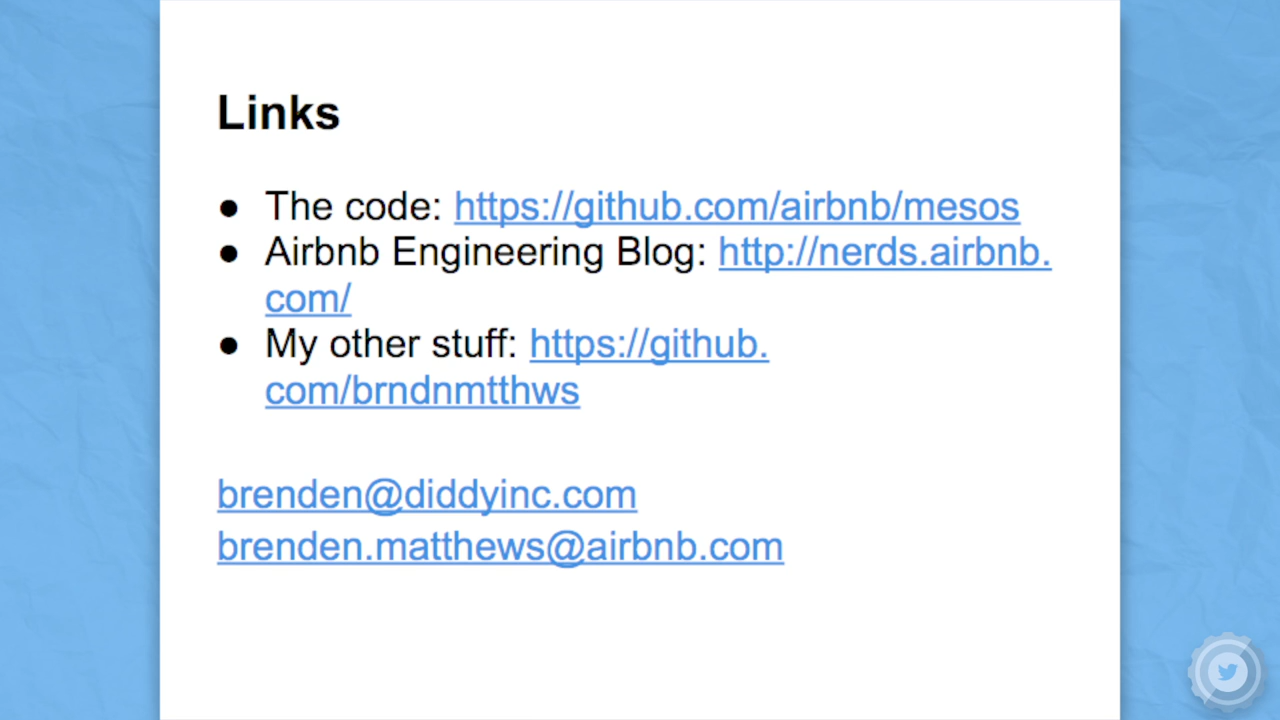 Links
● The code: https://github.com/airbnb/mesos
● Airbnb Engineering Blog: http://nerds.airbnb.
com/
● My other stuff: https://github.
com/brndnmtthws
brenden@diddyinc.com
brenden.matthews@airbnb.com